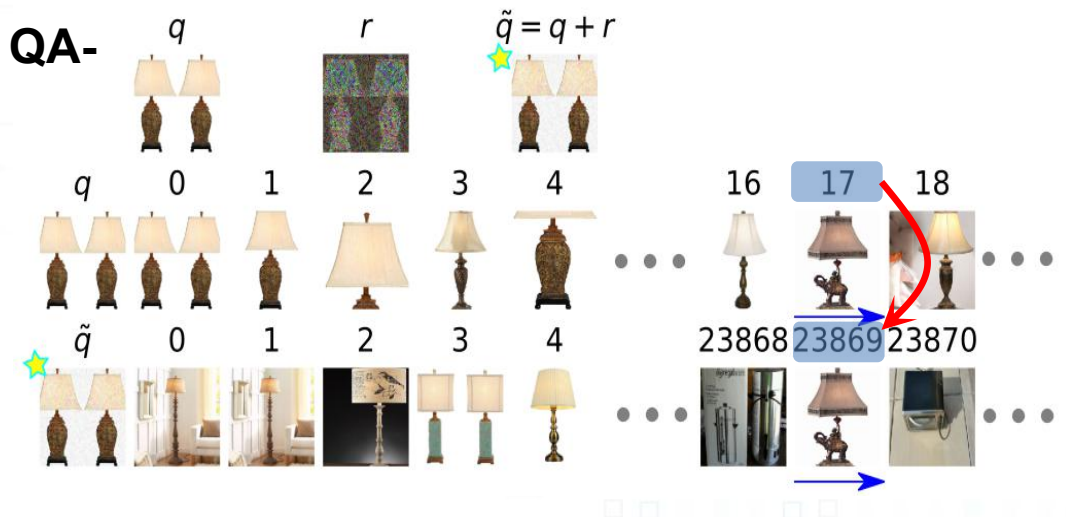 QA-
q r q̃ = q + r
q 0 1 2 3 4 16 17 18
q̃ 0 1 2 3 4 23868 23869 23870